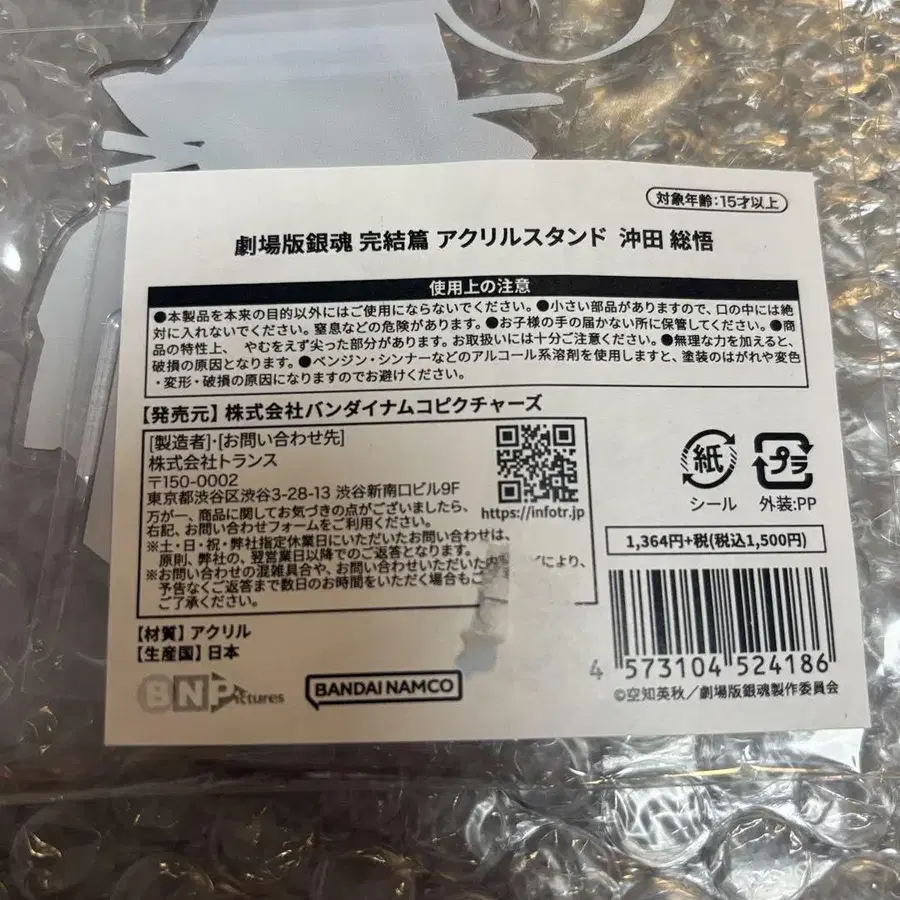 対象年齢:15才以上
劇場版銀魂 完結篇 アクリルスタンド 沖田 総悟
使用上の注意
●本製品を本来の目的以外にはご使用にならないでください。●小さい部品がありますので、口の中には絶
対に入れないでください。窒息などの危険があります。●お子様の手の届かない所に保管してください。●商
品の特性上、 やむをえず尖った部分があります。お取扱いには十分ご注意ください。●無理な力を加えると、
破損の原因となります。●ベンジン・シンナーなどのアルコール系溶剤を使用しますと、塗装のはがれや変色
・変形・破損の原因になりますのでお避けください。
【発売元】株式会社バンダイナムコピクチャーズ
[製造者]・[お問い合わせ先]
株式会社トランス
〒150-0002
東京都渋谷区渋谷3-28-13 渋谷新南口ビル9F
万が一、商品に関してお気づきの点がございましたら、
右記、お問い合わせフォームをご利用ください。
https://infotr.jp
※土・日・祝・弊社指定休業日にいただいたお問い合わせは、
原則、弊社の、翌営業日以降でのご返答となります。
※お問い合わせの混雑具合や、お問い合わせいただいた内 により、
予告なくご返答まで数日のお時間をいただく場合もご
ご了承ください。
【材質】アクリル
【生産国】日本
BNPictures
BANDAI NAMCO
紙
シール
プラ
外装:PP
1,364円+税(税込1,500円)
4 573104 524186
©空知英秋/劇場版銀魂製作委員会